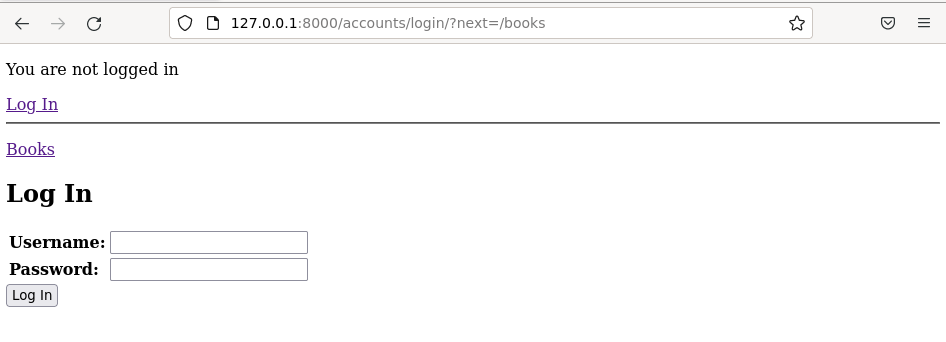 127.0.0.1:8000/accounts/login/?next=/books
You are not logged in
Log In
Books
Log In
Username:
Password:
Log In